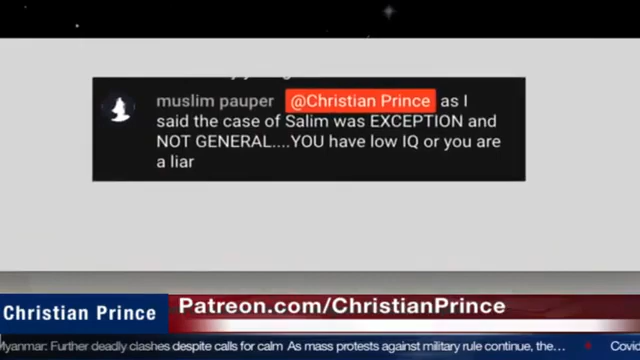 muslim pauper @Christian Prince as I
said the case of Salim was EXCEPTION and
NOT GENERAL....YOU have low IQ or you are
a liar
Christian Prince
Patreon.com/ChristianPrince
Myanmar: Further deadly clashes despite calls for calm As mass protests against military rule continue, the…
Covid